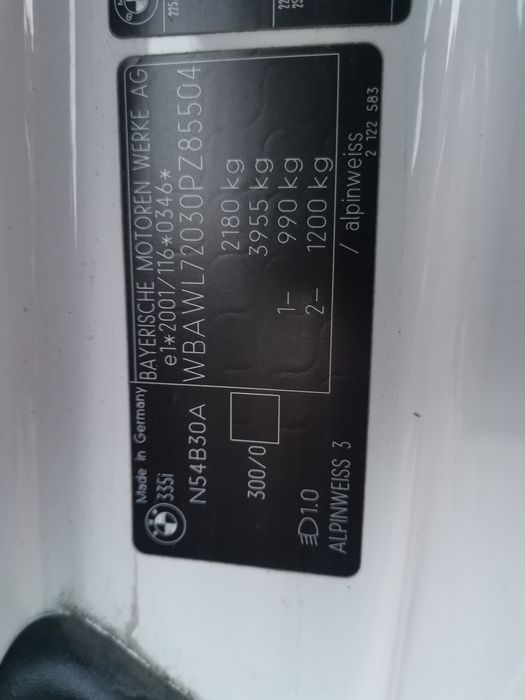 BAYERISCHE MOTOREN WERKE AG
e1*2001/116*0346*
WBAWL72030PZ85504
2180 kg
3955 kg
1– 990 kg
2– 1200 kg
/ alpinweiss
2 122 583
Made in Germany
335i
N54B30A
300/0
1.0
ALPINWEISS 3